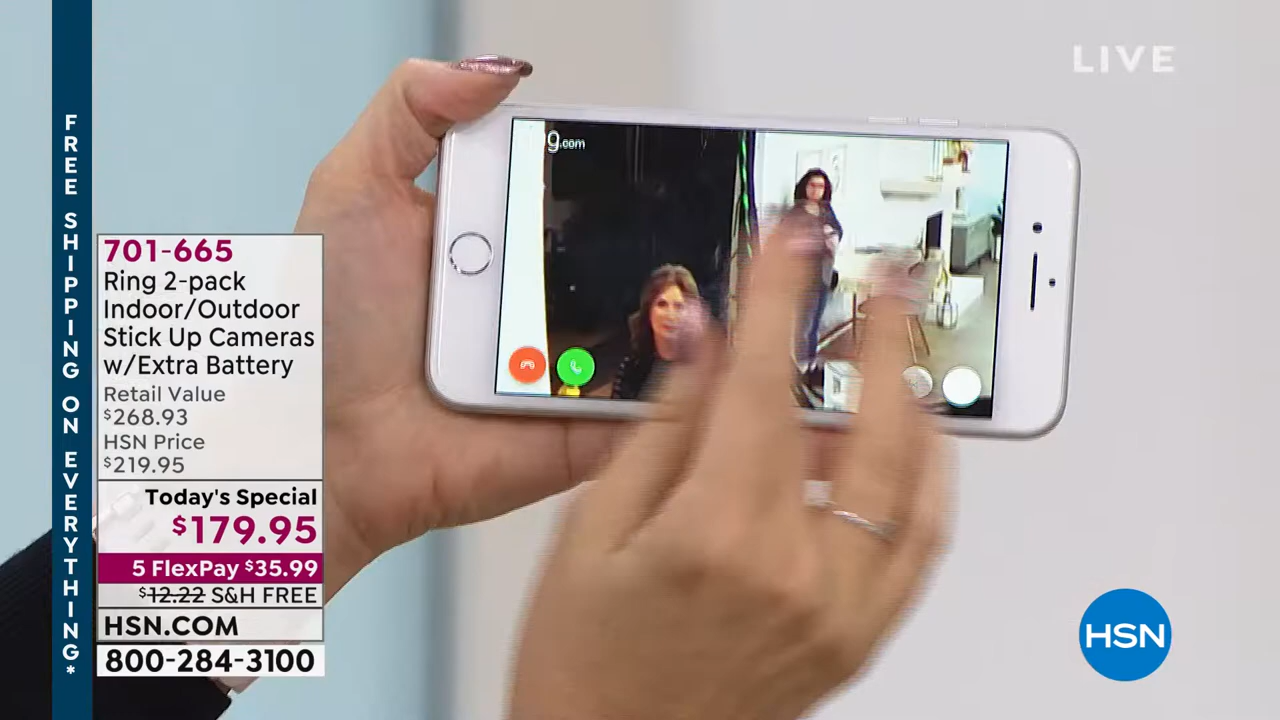 FREE SHIPPING ON EVERYTHING*
LIVE
701-665
Ring 2-pack
Indoor/Outdoor
Stick Up Cameras
w/Extra Battery
Retail Value
$268.93
HSN Price
$219.95
Today's Special
$179.95
5 FlexPay $35.99
$12.22 S&H FREE
HSN.COM
800-284-3100
g.com
HSN